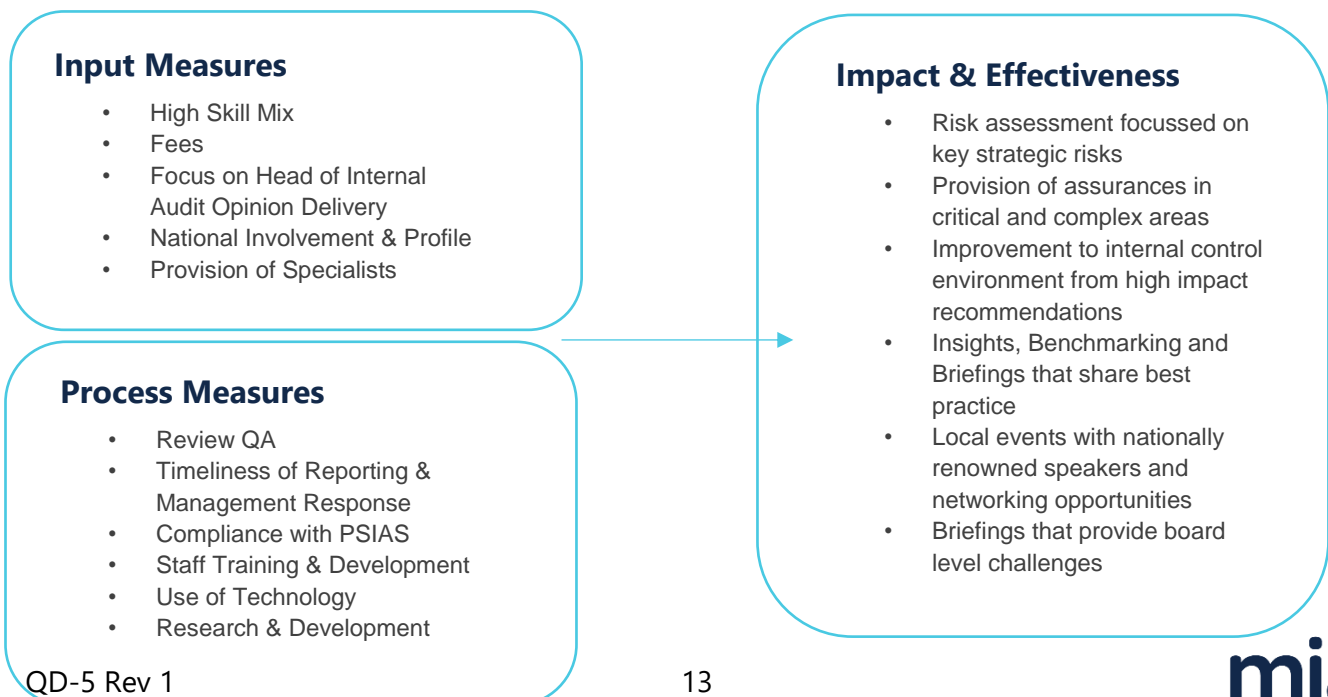 Input Measures
• High Skill Mix
• Fees
• Focus on Head of Internal
Audit Opinion Delivery
• National Involvement & Profile
• Provision of Specialists
Process Measures
• Review QA
• Timeliness of Reporting &
Management Response
• Compliance with PSIAS
• Staff Training & Development
• Use of Technology
• Research & Development
Impact & Effectiveness
• Risk assessment focussed on
key strategic risks
• Provision of assurances in
critical and complex areas
• Improvement to internal control
environment from high impact
recommendations
• Insights, Benchmarking and
Briefings that share best
practice
• Local events with nationally
renowned speakers and
networking opportunities
• Briefings that provide board
level challenges
QD-5 Rev 1
13